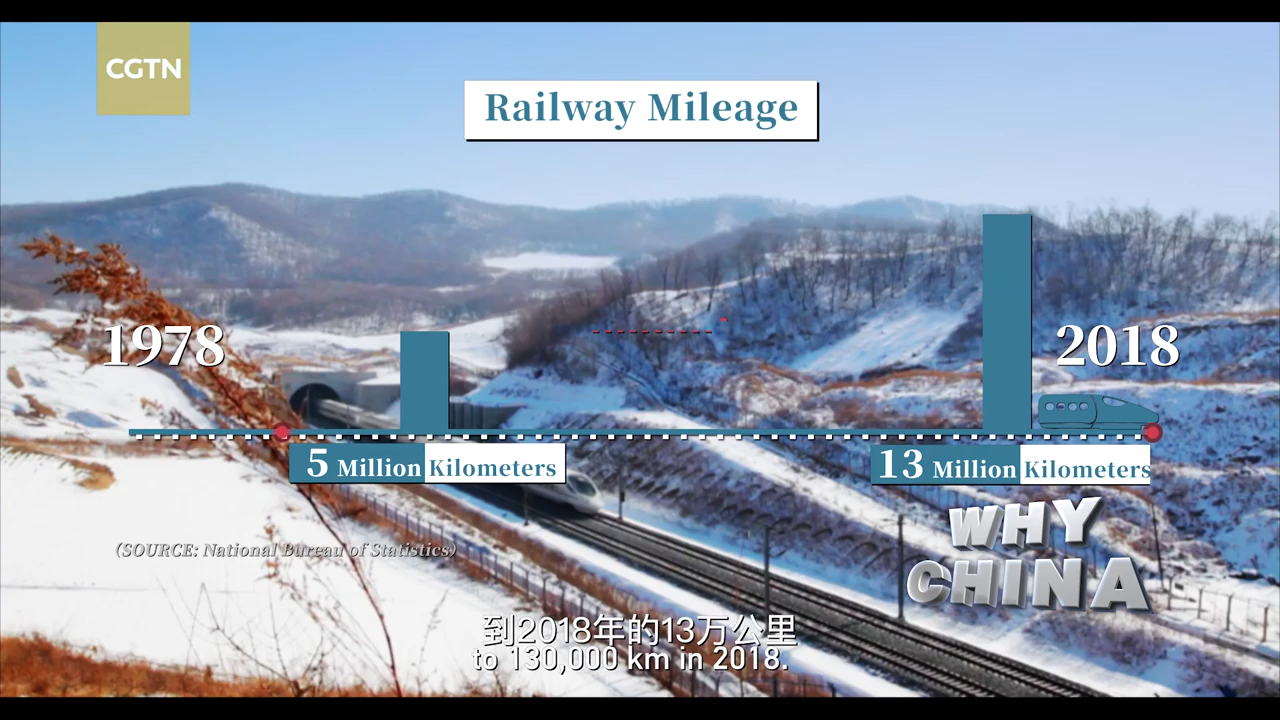 CGTN
Railway Mileage
1978
2018
5 Million Kilometers
13 Million Kilometers
(SOURCE: National Bureau of Statistics)
WHY
CHINA
到2018年的13万公里
to 130,000 km in 2018.